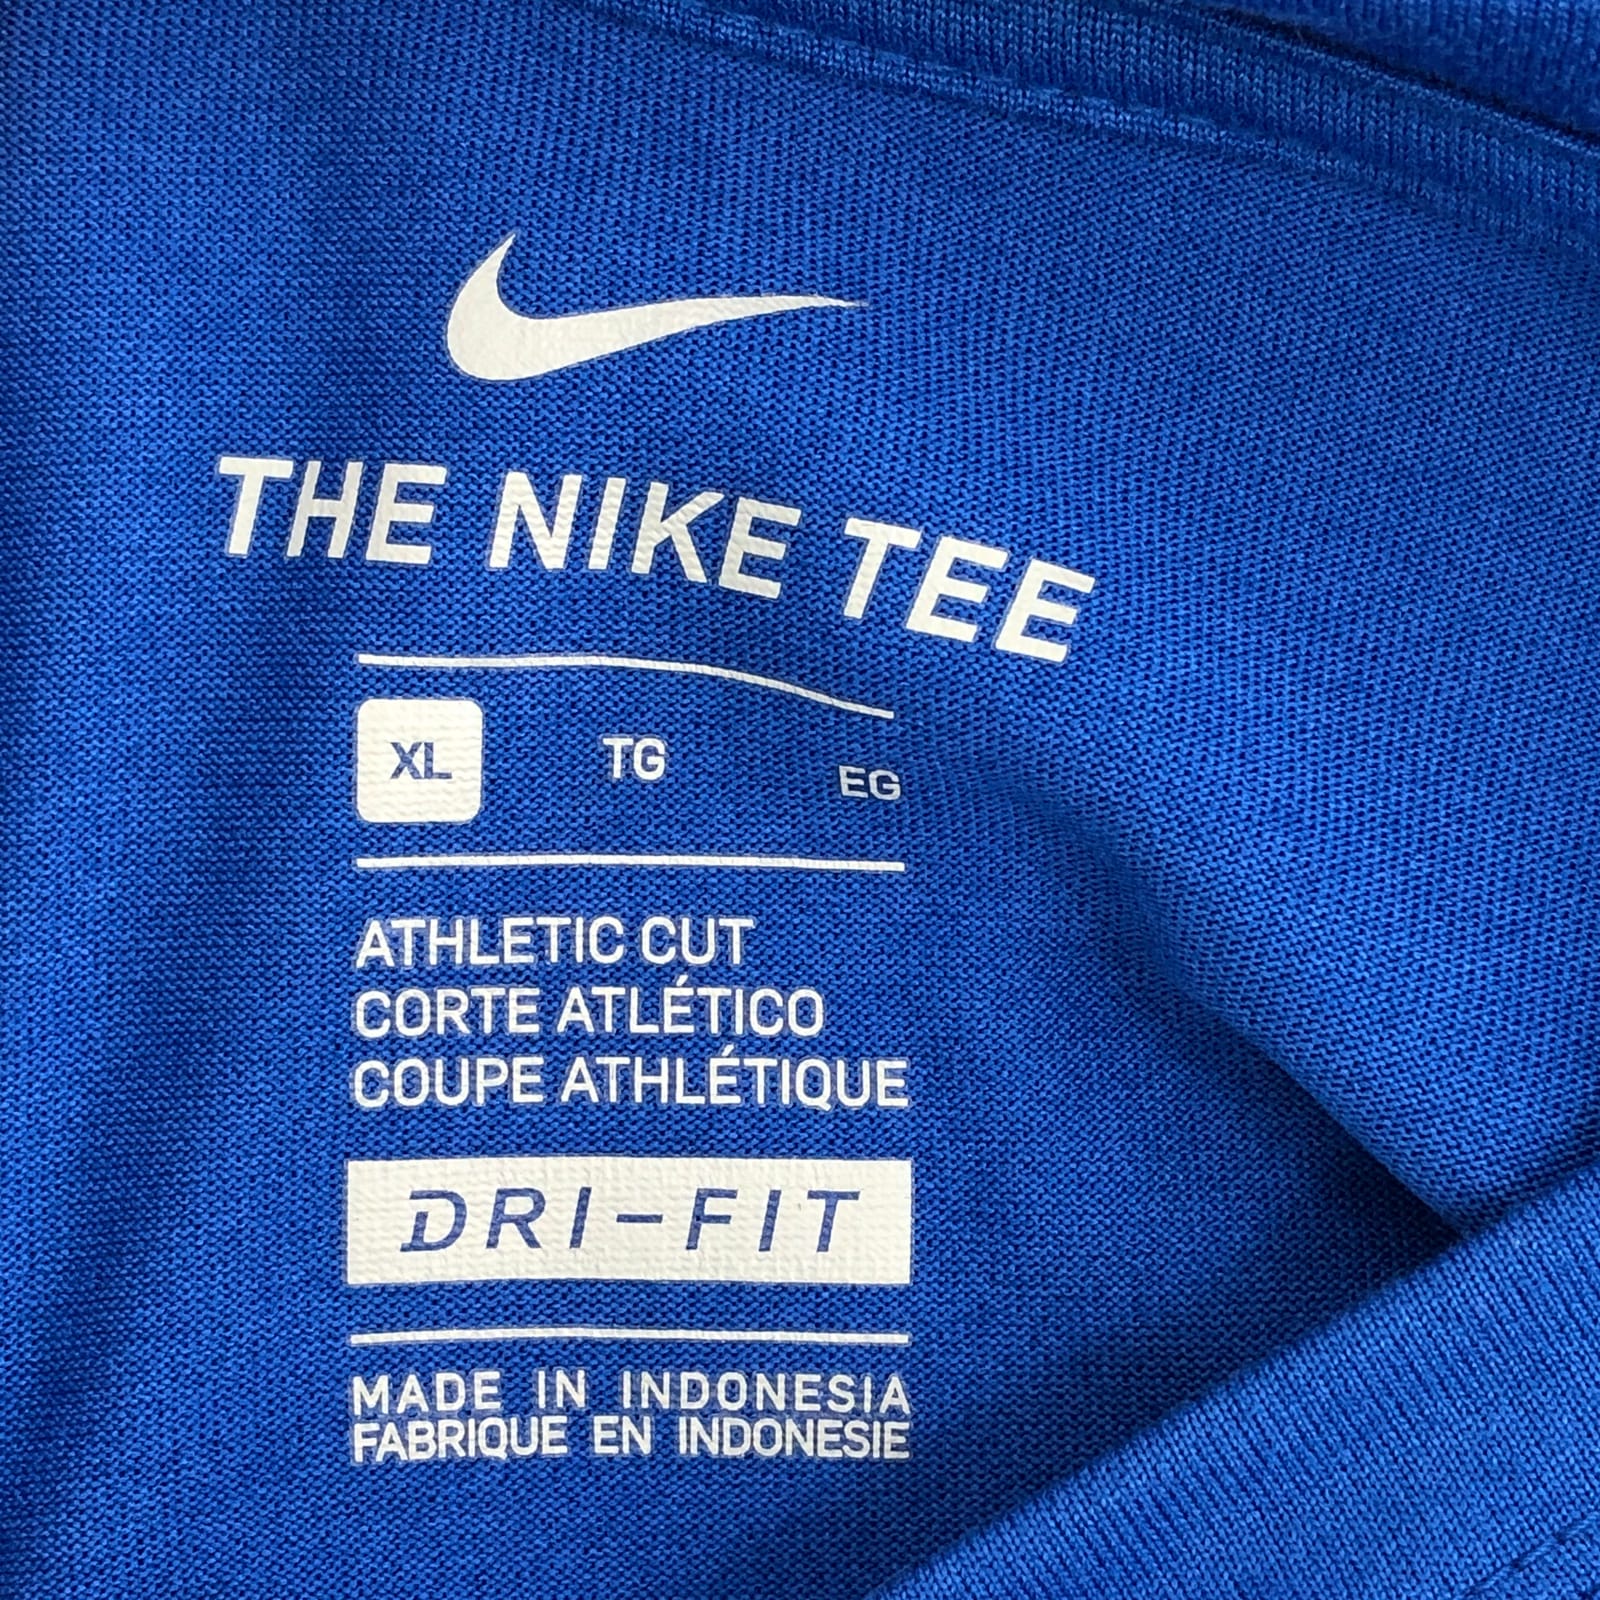 THE NIKE TEE
XL TG EG
ATHLETIC CUT
CORTE ATLÉTICO
COUPE ATHLÉTIQUE
DRI-FIT
MADE IN INDONESIA
FABRIQUE EN INDONESIE